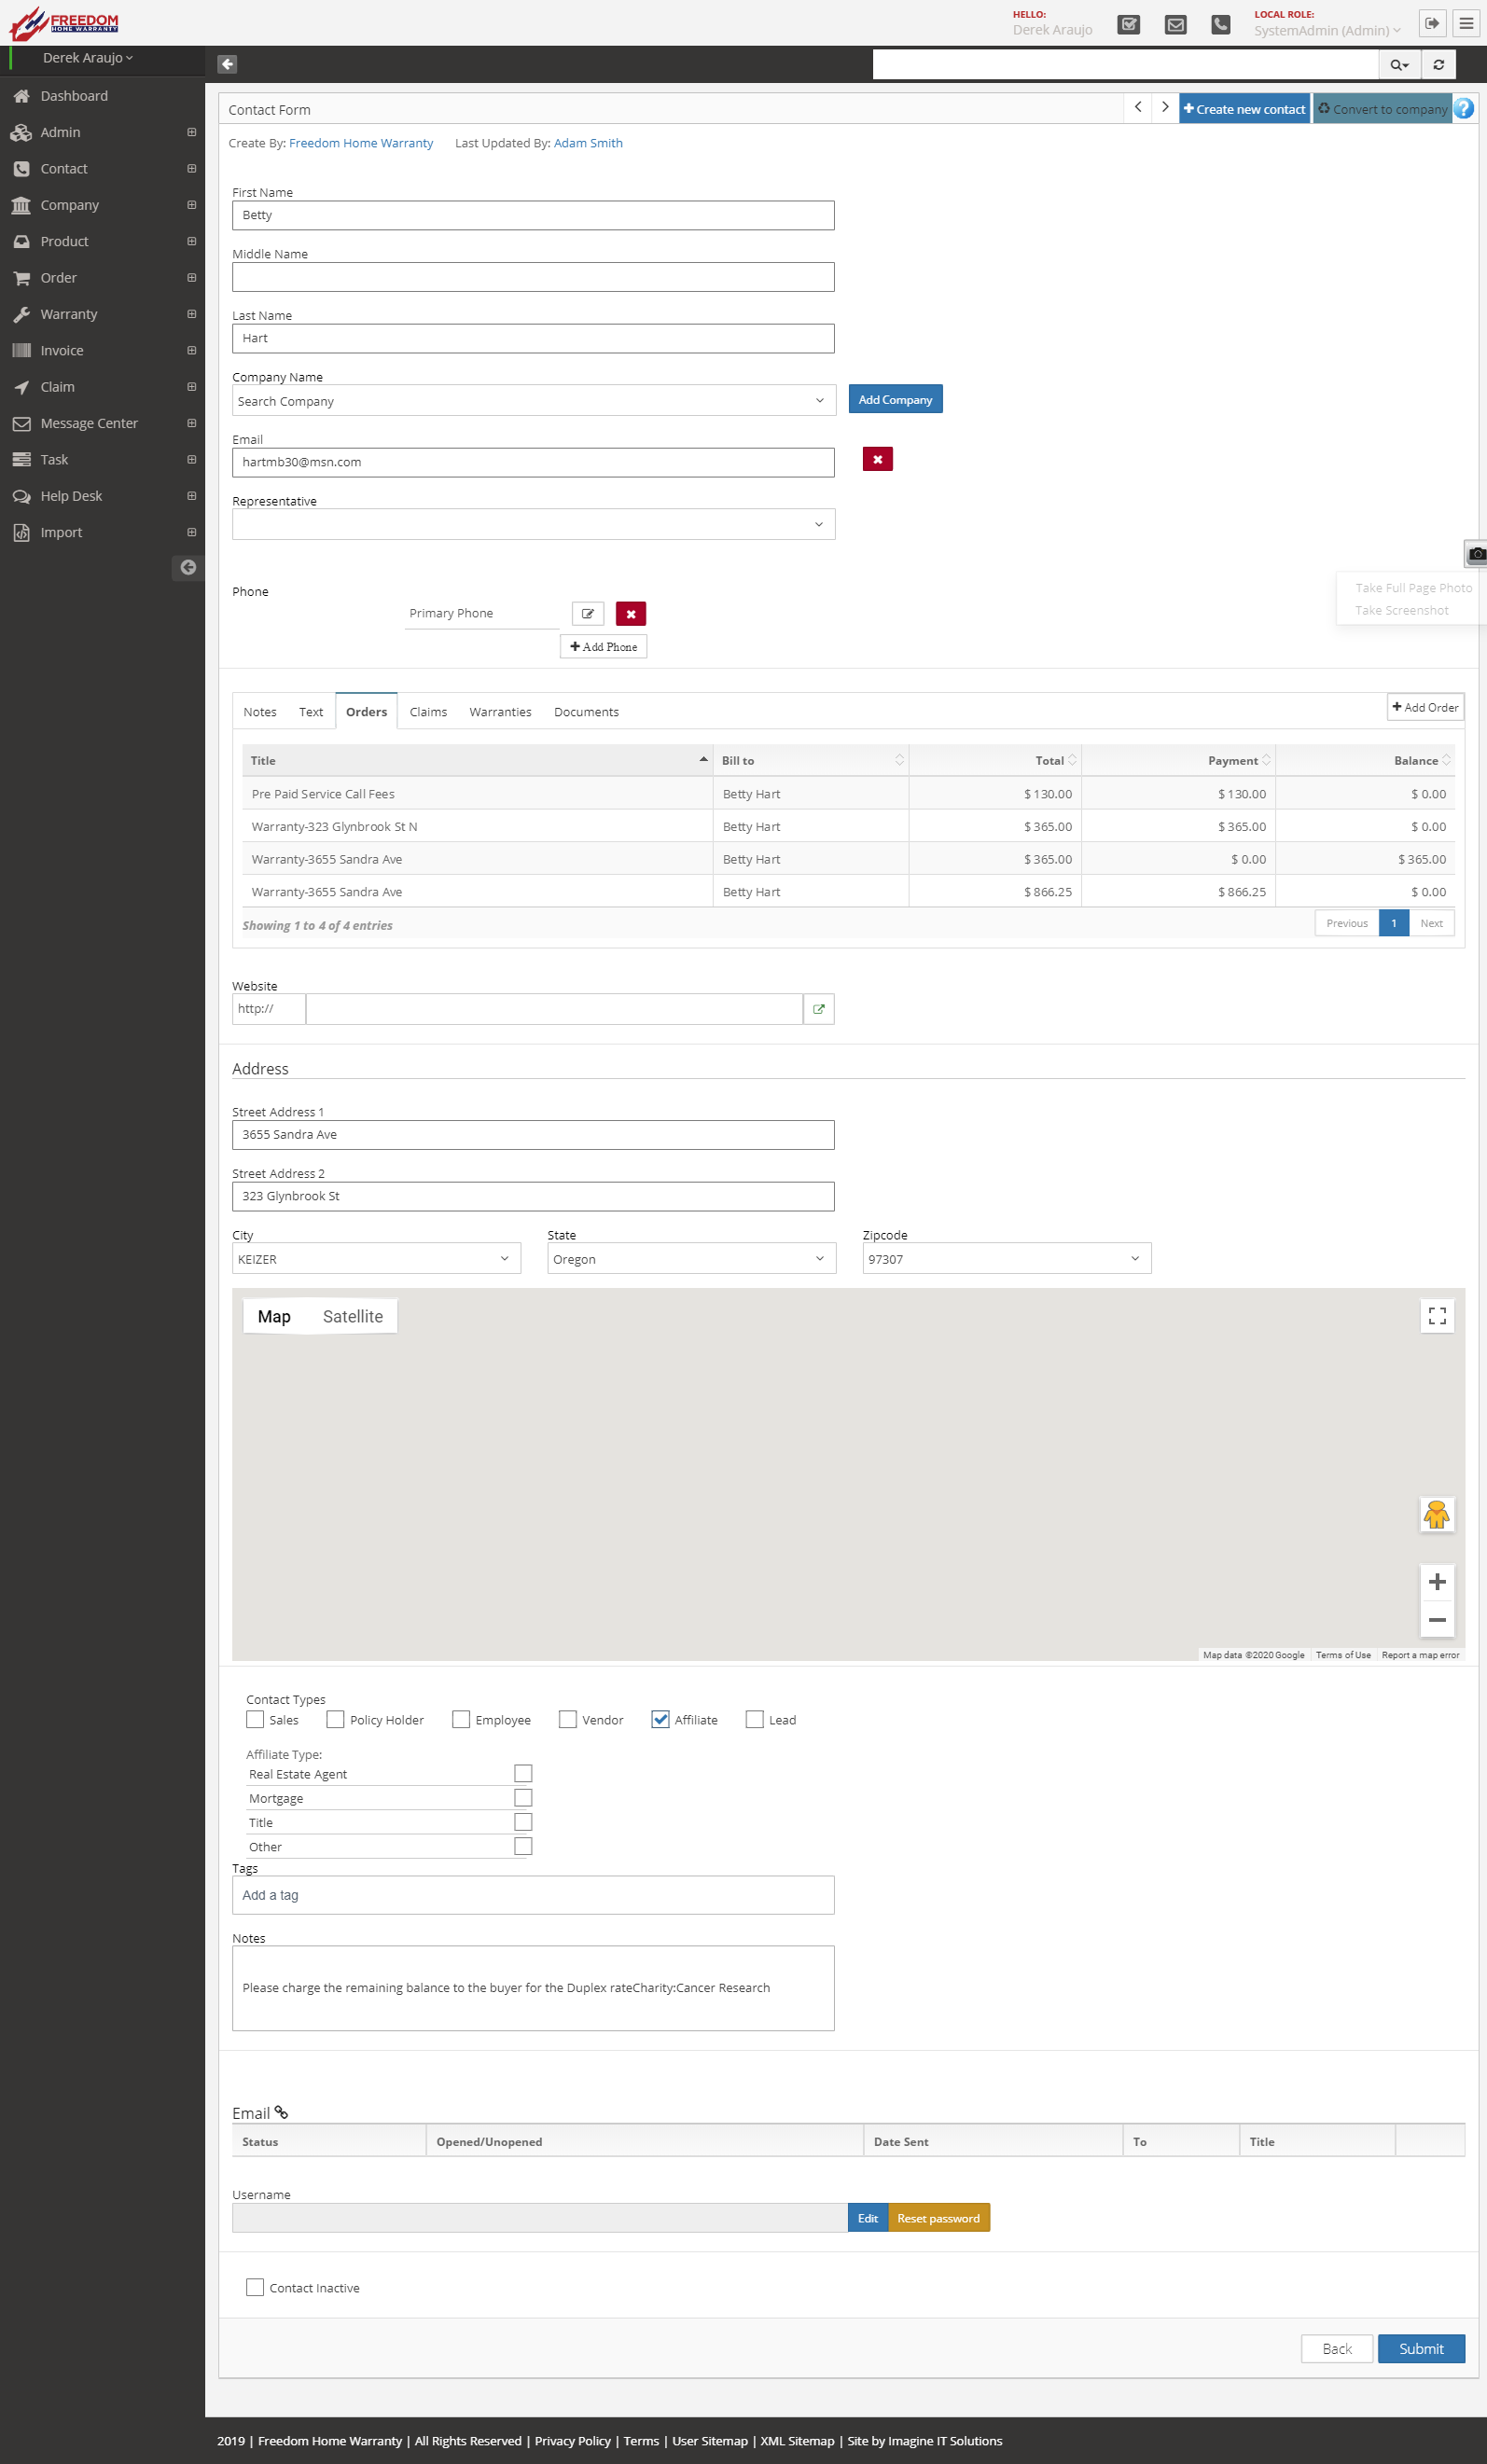 FREEDOM
HOME WARRANTY
HELLO:
Derek Araujo
LOCAL ROLE:
SystemAdmin (Admin)
Derek Araujo
Dashboard
Admin
Contact
Company
Product
Order
Warranty
Invoice
Claim
Message Center
Task
Help Desk
Import
Contact Form
Create new contact
Convert to company
Create By: Freedom Home Warranty Last Updated By: Adam Smith
First Name
Betty
Middle Name
Last Name
Hart
Company Name
Search Company
Add Company
Email
hartmb30@msn.com
Representative
Take Full Page Photo
Take Screenshot
Phone
Primary Phone
Add Phone
Notes Text Orders Claims Warranties Documents
Add Order
Title Bill to Total Payment Balance
Pre Paid Service Call Fees Betty Hart $ 130.00 $ 130.00 $ 0.00
Warranty-323 Glynbrook St N Betty Hart $ 365.00 $ 365.00 $ 0.00
Warranty-3655 Sandra Ave Betty Hart $ 365.00 $ 0.00 $ 365.00
Warranty-3655 Sandra Ave Betty Hart $ 866.25 $ 866.25 $ 0.00
Showing 1 to 4 of 4 entries
Previous 1 Next
Website
http://
Address
Street Address 1
3655 Sandra Ave
Street Address 2
323 Glynbrook St
City State Zipcode
KEIZER Oregon 97307
Map Satellite
Map data ©2020 Google Terms of Use Report a map error
Contact Types
Sales Policy Holder Employee Vendor Affiliate Lead
Affiliate Type:
Real Estate Agent
Mortgage
Title
Other
Tags
Add a tag
Notes
Please charge the remaining balance to the buyer for the Duplex rateCharity:Cancer Research
Email
Status Opened/Unopened Date Sent To Title
Username
Edit Reset password
Contact Inactive
Back Submit
2019 | Freedom Home Warranty | All Rights Reserved | Privacy Policy | Terms | User Sitemap | XML Sitemap | Site by Imagine IT Solutions